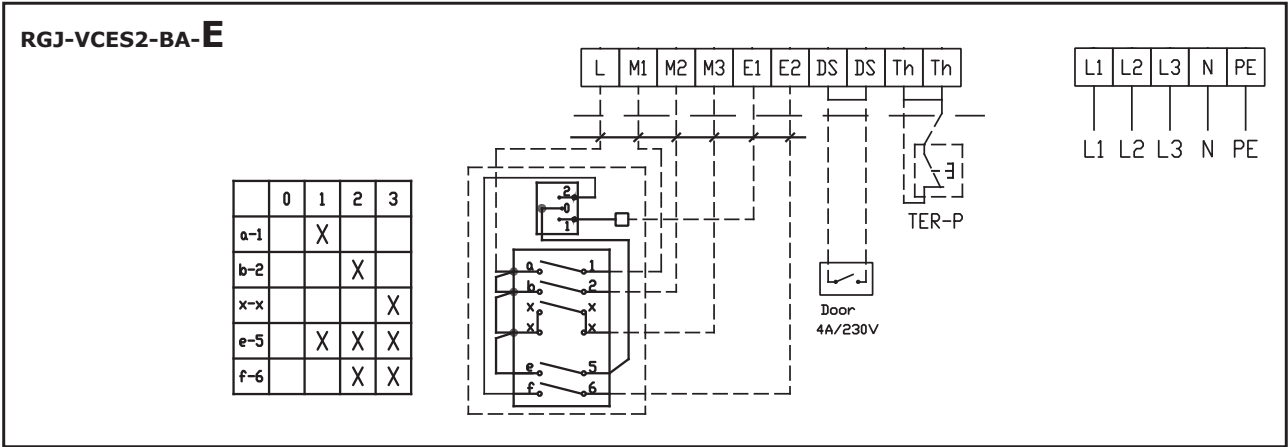 RGJ-VCES2-BA-E
L M1 M2 M3 E1 E2 DS DS Th Th
L1 L2 L3 N PE
L1 L2 L3 N PE
TER-P
2
0
1
0 1 2 3
a-1 X
b-2 X
x-x X
e-5 X X X
f-6 X X
a 1
b 2
x x
x x
e 5
f 6
Door
4A/230V